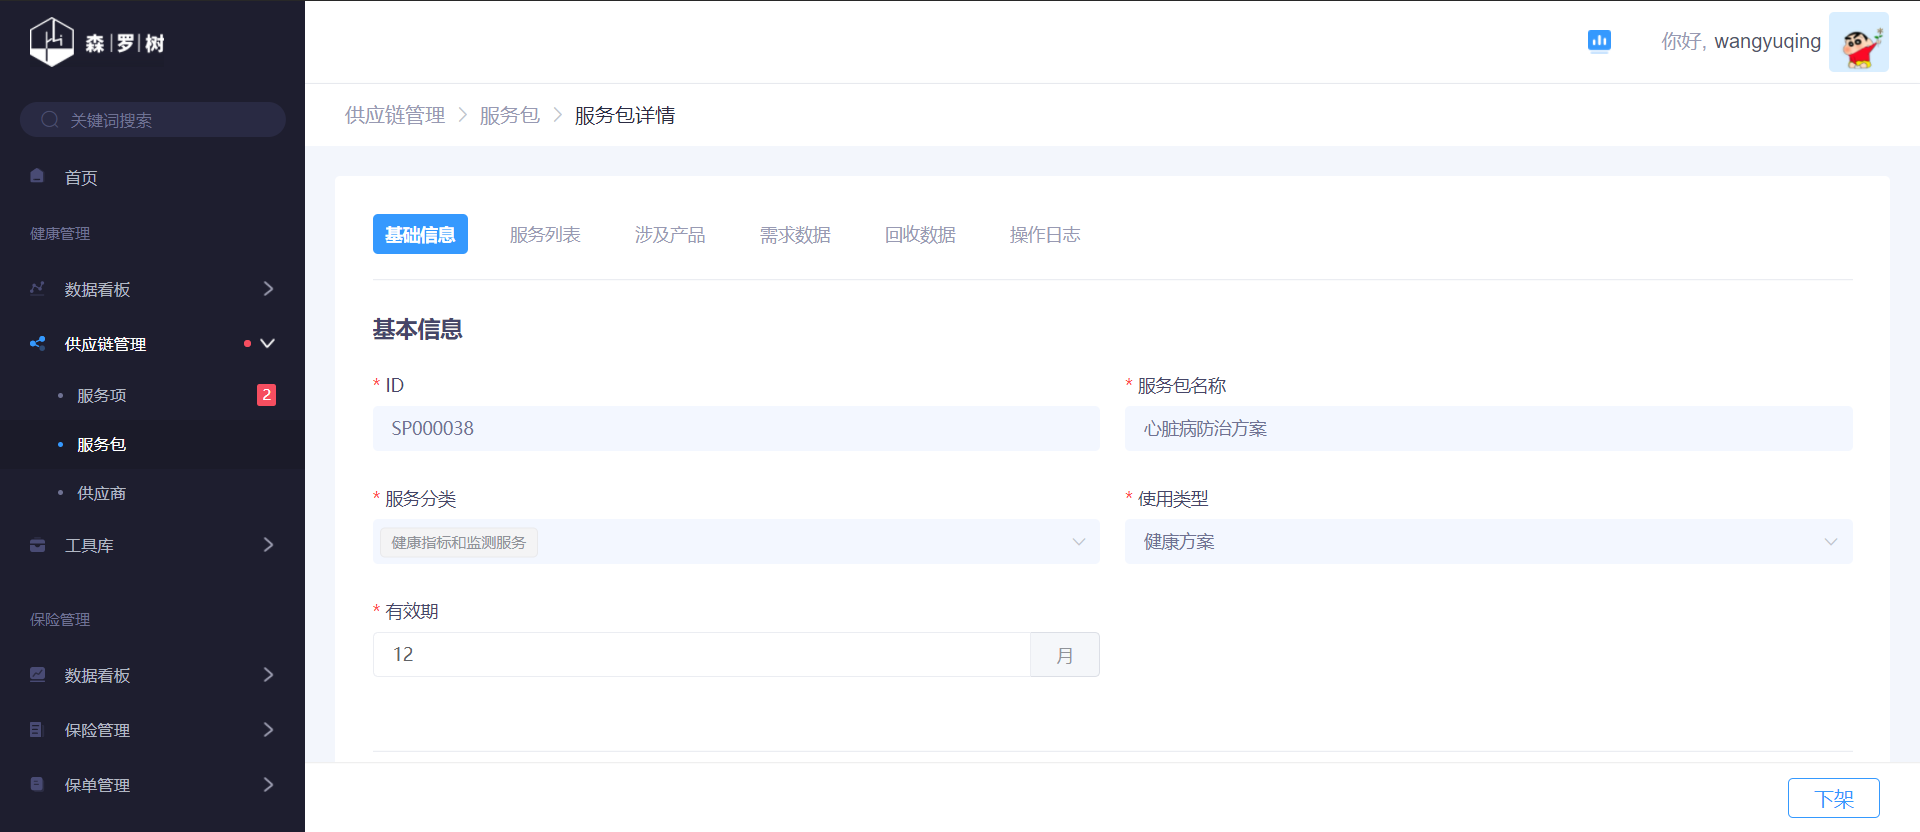 森|罗|树
关键词搜索
首页
健康管理
数据看板
供应链管理
服务项 2
服务包
供应商
工具库
保险管理
数据看板
保险管理
保单管理
你好, wangyuqing
供应链管理 > 服务包 > 服务包详情
基础信息 服务列表 涉及产品 需求数据 回收数据 操作日志
基本信息
* ID
SP000038
* 服务包名称
心脏病防治方案
* 服务分类
健康指标和监测服务
* 使用类型
健康方案
* 有效期
12 月
下架